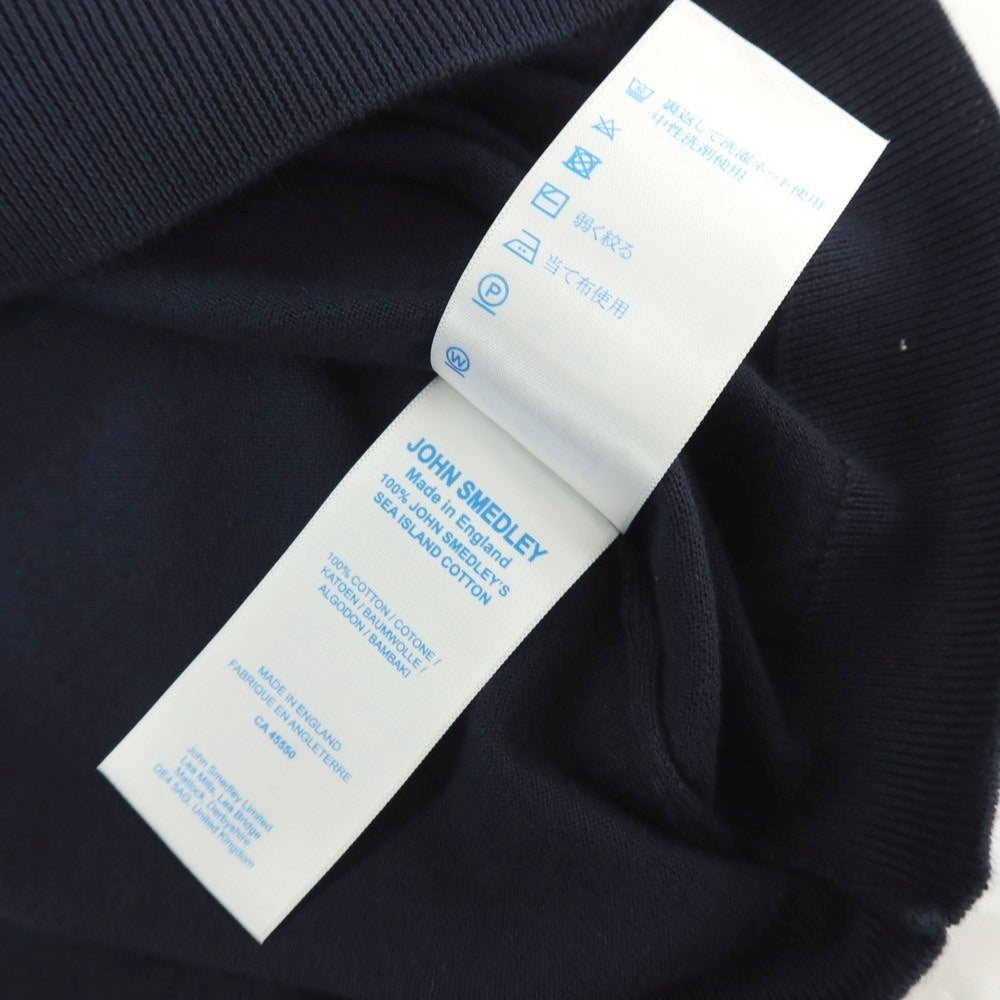 裏返して洗濯ネット使用
中性洗剤使用
弱く絞る
当て布使用
P
W
JOHN SMEDLEY
Made in England
100% JOHN SMEDLEY'S
SEA ISLAND COTTON
100% COTTON / COTONE /
KATOEN / BAUMWOLLE /
ALGODON / BAMBAKI
MADE IN ENGLAND
FABRIQUE EN ANGLETERRE
CA 45550
John Smedley Limited
Lea Mills, Lea Bridge
Matlock, Derbyshire
DE4 5AG, United Kingdom